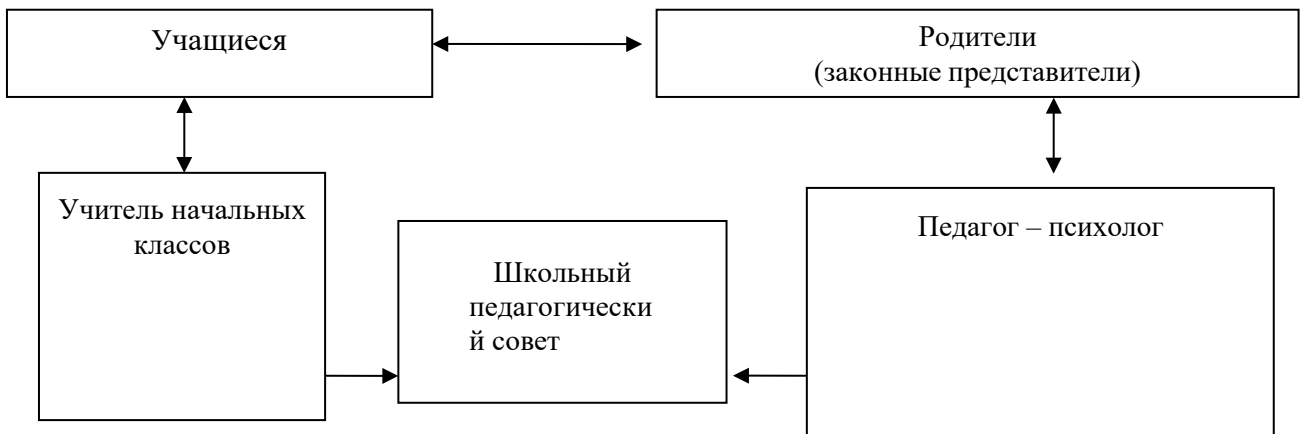 Учащиеся
Родители
(законные представители)
Учитель начальных
классов
Педагог – психолог
Школьный
педагогически
й совет